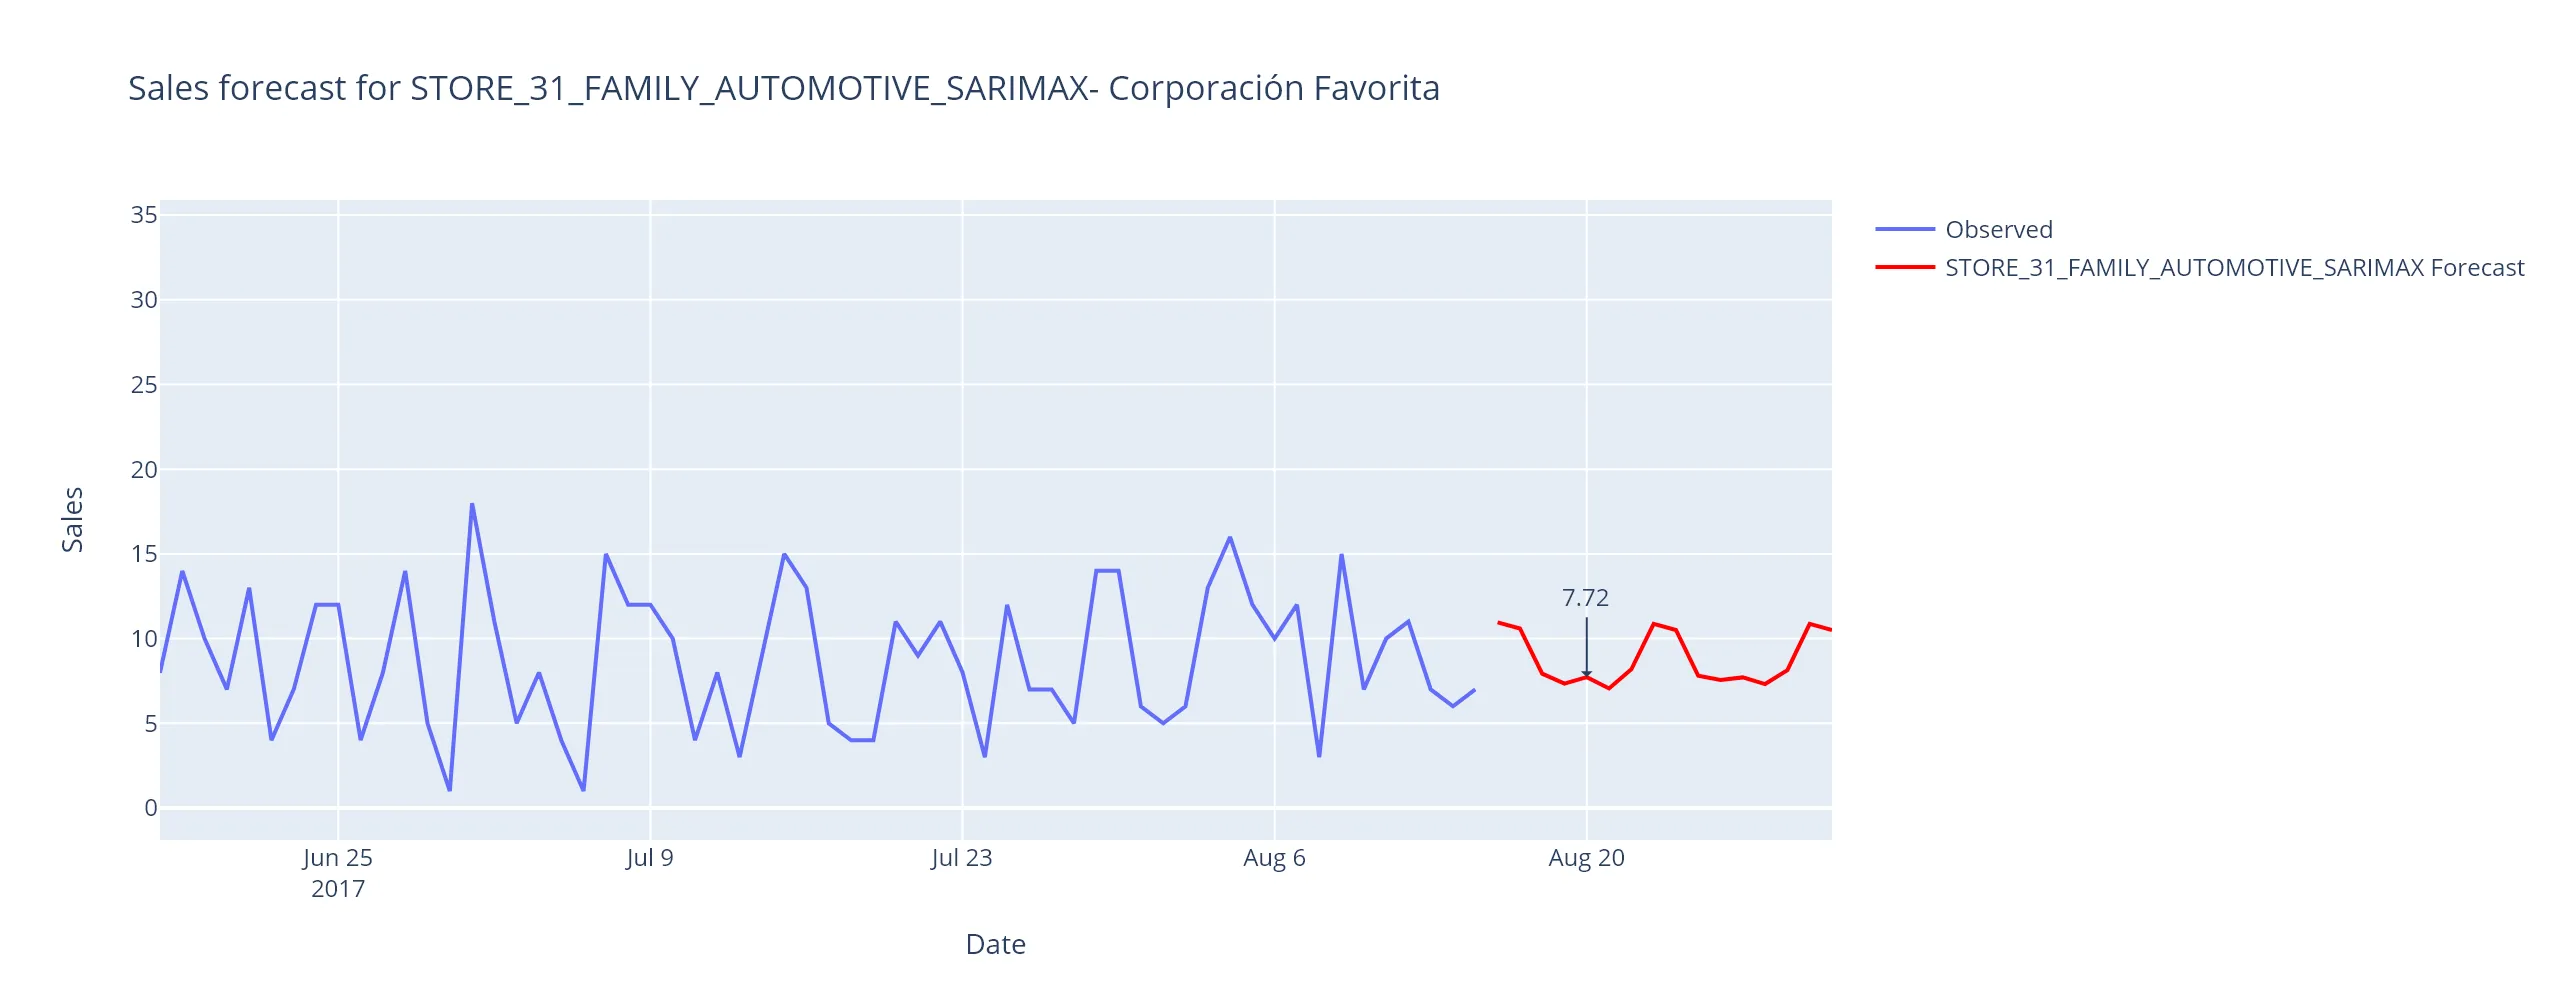 Sales forecast for STORE_31_FAMILY_AUTOMOTIVE_SARIMAX- Corporación Favorita
Observed
STORE_31_FAMILY_AUTOMOTIVE_SARIMAX Forecast
35
30
25
20
15
10
5
0
Sales
7.72
Jun 25
2017
Jul 9
Jul 23
Aug 6
Aug 20
Date